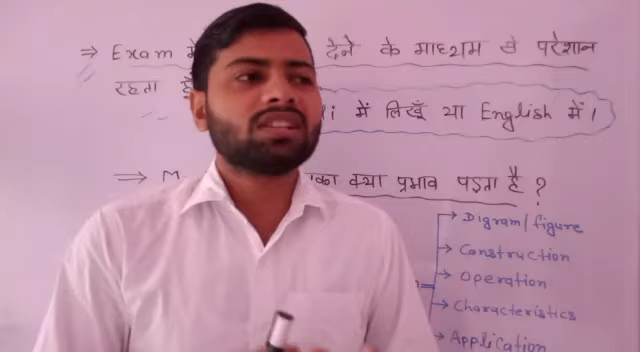 ⇒ Exam देने के माध्यम से परेशान
रहता
में लिखूँ या English में।
⇒ क्या प्रभाव पड़ता है ?
→ Digram/figure
→ Construction
→ Operation
→ Characteristics
→ Application